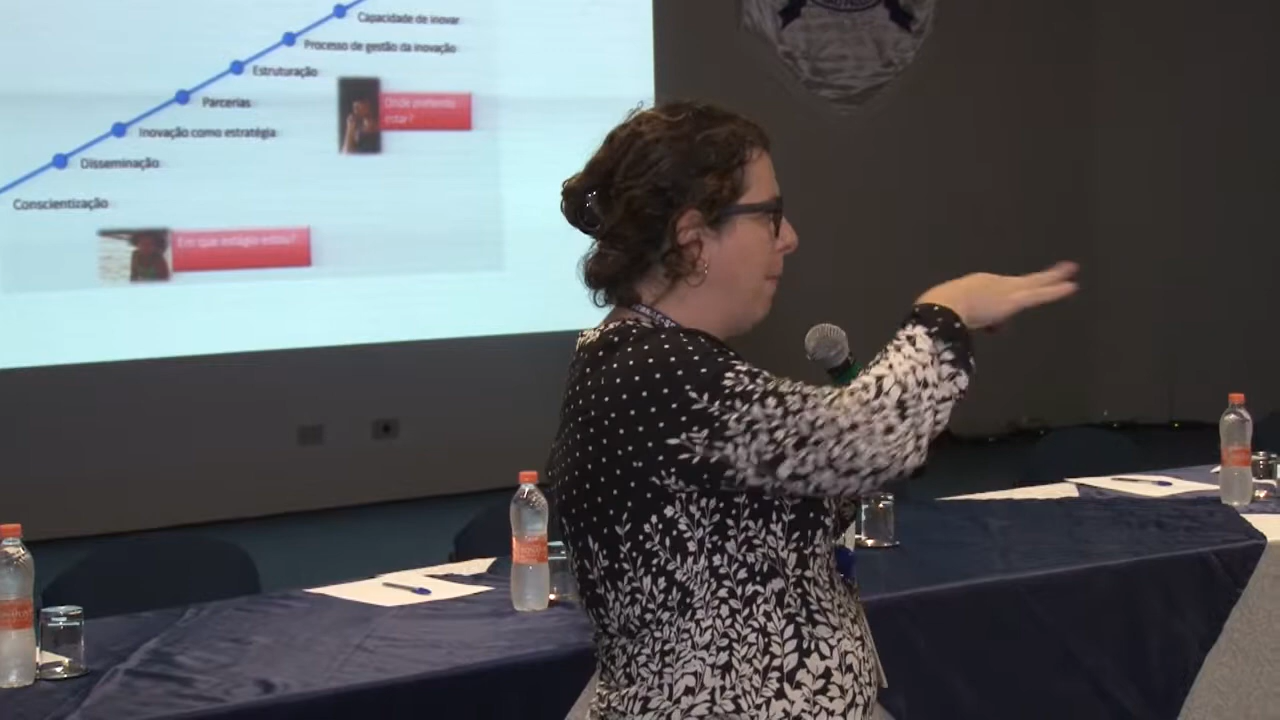 Capacidade de inovar
Processo de gestão da inovação
Estruturação
Parcerias
Onde pretendo
estar?
Inovação como estratégia
Disseminação
Conscientização
Em que estágio estou?